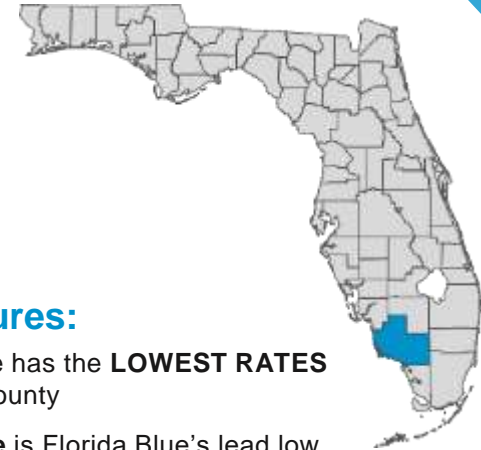 ures:
e has the LOWEST RATES
ounty
e is Florida Blue's lead low